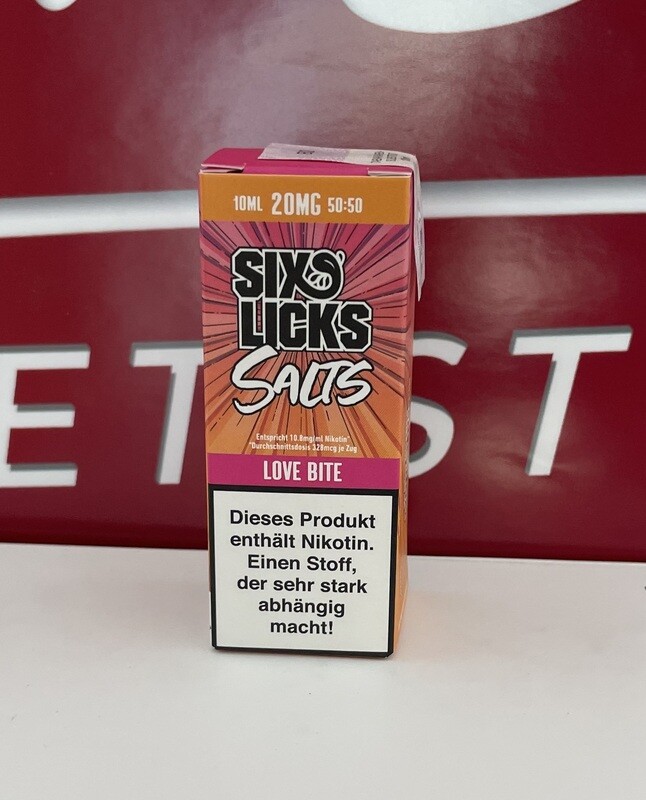 10ML 20MG 50:50
SIX
LICKS
SALTS
Entspricht 10.8mg/ml Nikotin*
*Durchschnittsdosis 328mcg je Zug
LOVE BITE
Dieses Produkt
enthält Nikotin.
Einen Stoff,
der sehr stark
abhängig
macht!